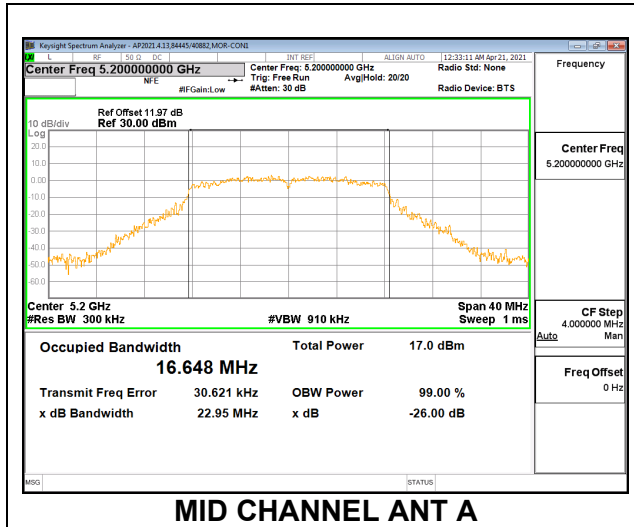 Keysight Spectrum Analyzer - AP2021.4.13,84445/40882,MOR-CON1
L RF 50 Ω DC INT REF ALIGN AUTO 12:33:11 AM Apr 21, 2021
Center Freq 5.200000000 GHz Center Freq: 5.200000000 GHz Radio Std: None
NFE Trig: Free Run Avg|Hold: 20/20
#IFGain:Low #Atten: 30 dB Radio Device: BTS
Frequency
Ref Offset 11.97 dB
10 dB/div Ref 30.00 dBm
Log
20.0
10.0
0.00
-10.0
-20.0
-30.0
-40.0
-50.0
-60.0
Center 5.2 GHz Span 40 MHz
#Res BW 300 kHz #VBW 910 kHz Sweep 1 ms
Center Freq
5.200000000 GHz
CF Step
4.000000 MHz
Auto Man
Freq Offset
0 Hz
Occupied Bandwidth Total Power 17.0 dBm
16.648 MHz
Transmit Freq Error 30.621 kHz OBW Power 99.00 %
x dB Bandwidth 22.95 MHz x dB -26.00 dB
MSG STATUS
MID CHANNEL ANT A